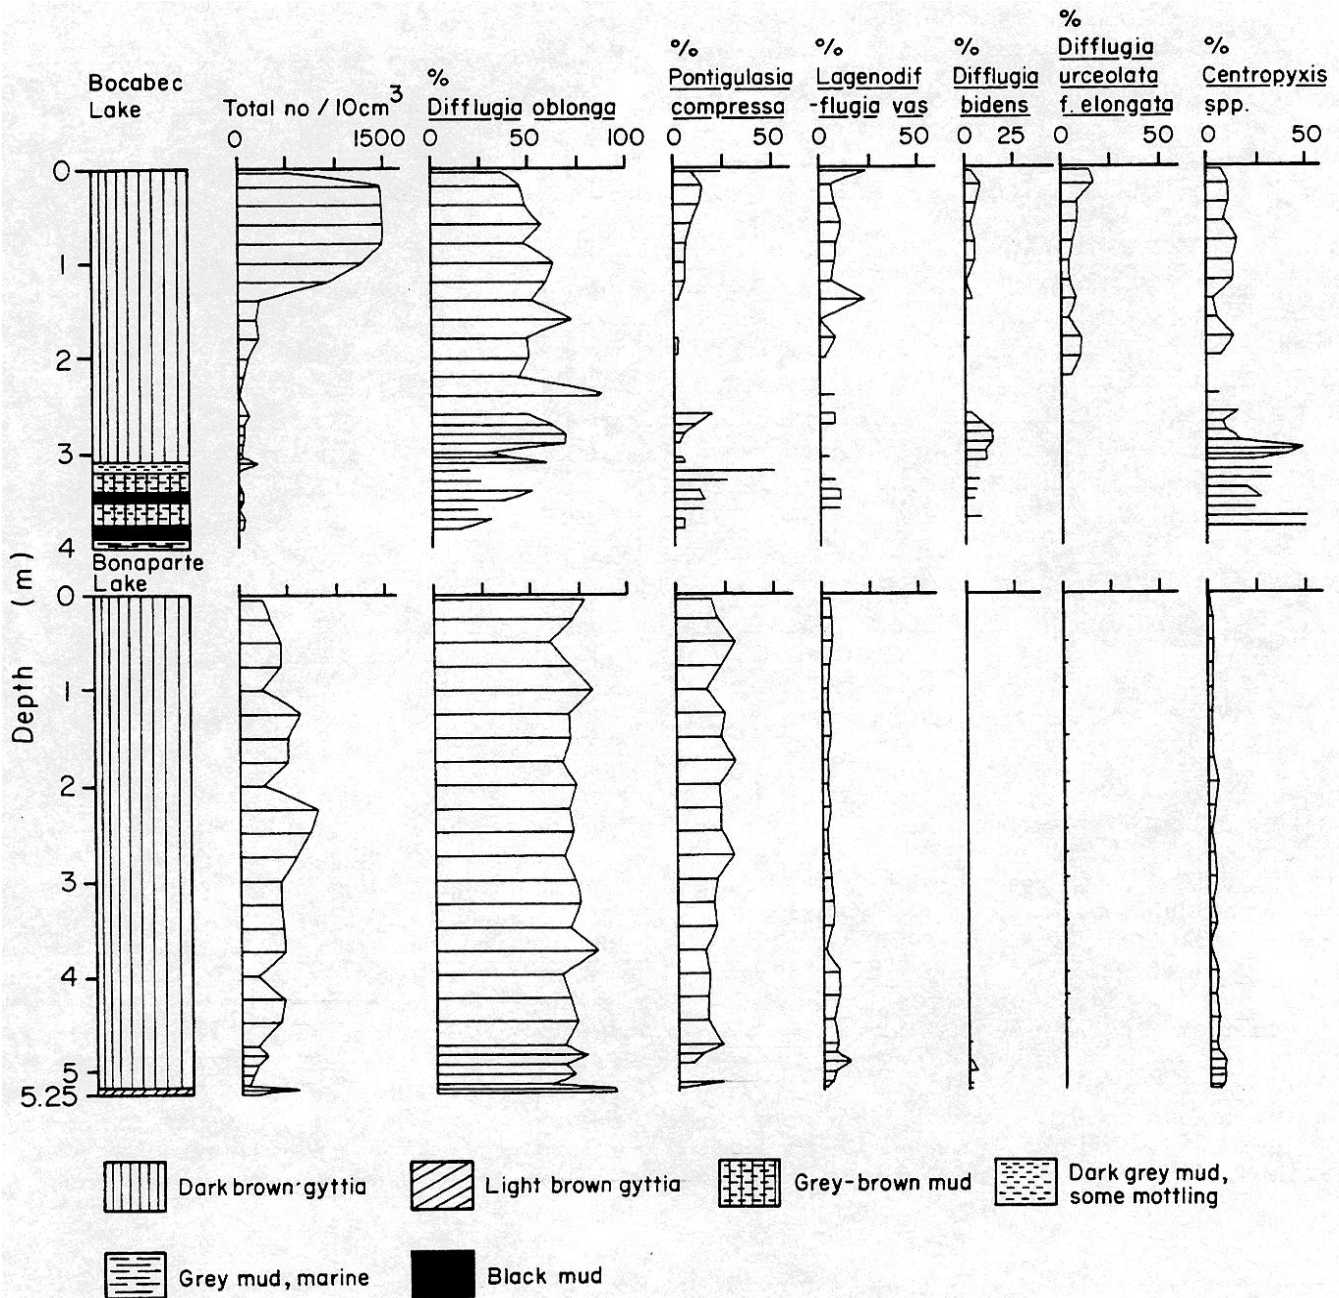 Bocabec
Lake
Total no / 10cm³
0 1500
%
Difflugia oblonga
0 50 100
%
Pontigulasia
compressa
0 50
%
Lagenodif
-flugia vas
0 50
%
Difflugia
bidens
0 25
%
Difflugia
urceolata
f. elongata
0 50
%
Centropyxis
spp.
0 50
0
1
2
3
4
Bonaparte
Lake
0
1
2
3
4
5
5.25
Depth (m)
Dark brown gyttia
Light brown gyttia
Grey-brown mud
Dark grey mud,
some mottling
Grey mud, marine
Black mud